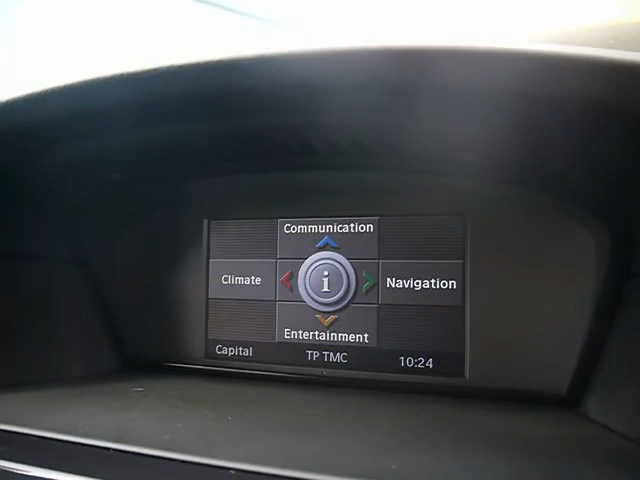 Communication
Climate
i
Navigation
Entertainment
Capital
TP TMC
10:24